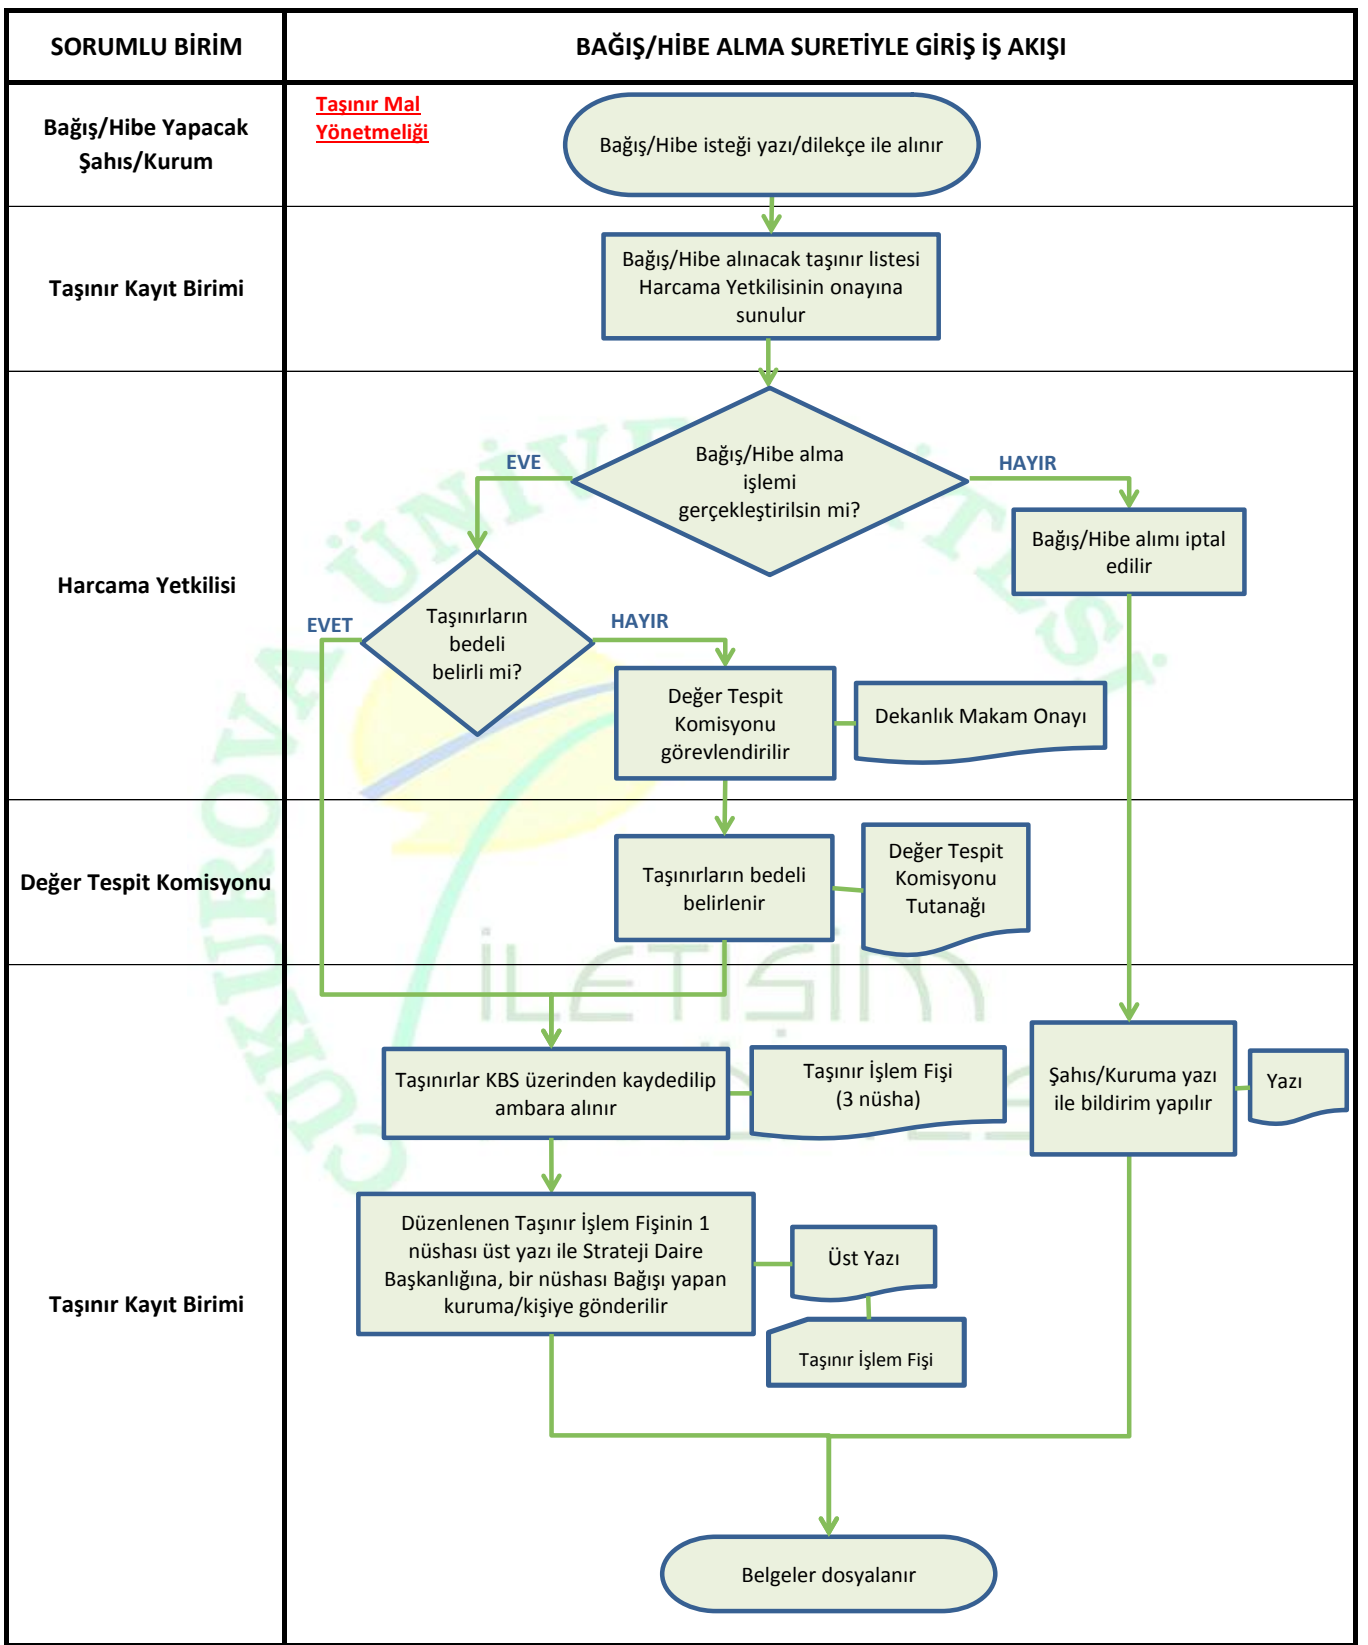 SORUMLU BİRİM
BAĞIŞ/HİBE ALMA SURETİYLE GİRİŞ İŞ AKIŞI
Bağış/Hibe Yapacak
Şahıs/Kurum
Taşınır Mal
Yönetmeliği
Bağış/Hibe isteği yazı/dilekçe ile alınır
Taşınır Kayıt Birimi
Bağış/Hibe alınacak taşınır listesi
Harcama Yetkilisinin onayına
sunulur
Harcama Yetkilisi
Bağış/Hibe alma
işlemi
gerçekleştirilsin mi?
EVE
HAYIR
Bağış/Hibe alımı iptal
edilir
Taşınırların
bedeli
belirli mi?
EVET
HAYIR
Değer Tespit
Komisyonu
görevlendirilir
Dekanlık Makam Onayı
Değer Tespit Komisyonu
Taşınırların bedeli
belirlenir
Değer Tespit
Komisyonu
Tutanağı
Taşınır Kayıt Birimi
Taşınırlar KBS üzerinden kaydedilip
ambara alınır
Taşınır İşlem Fişi
(3 nüsha)
Şahıs/Kuruma yazı
ile bildirim yapılır
Yazı
Düzenlenen Taşınır İşlem Fişinin 1
nüshası üst yazı ile Strateji Daire
Başkanlığına, bir nüshası Bağışı yapan
kuruma/kişiye gönderilir
Üst Yazı
Taşınır İşlem Fişi
Belgeler dosyalanır
ÇUKUROVA ÜNİVERSİTESİ
İLETİŞİM